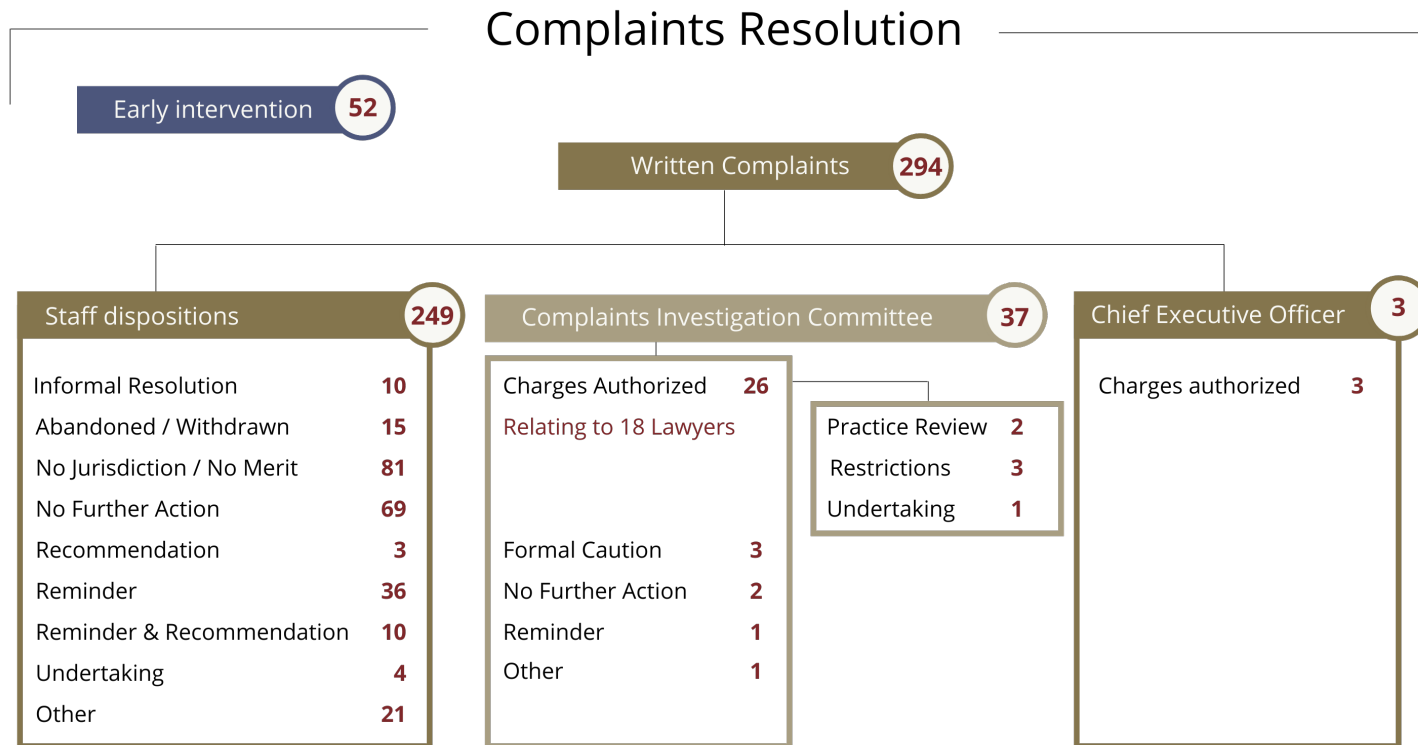 Complaints Resolution
Early intervention 52
Written Complaints 294
Staff dispositions 249
Informal Resolution 10
Abandoned / Withdrawn 15
No Jurisdiction / No Merit 81
No Further Action 69
Recommendation 3
Reminder 36
Reminder & Recommendation 10
Undertaking 4
Other 21
Complaints Investigation Committee 37
Charges Authorized 26
Relating to 18 Lawyers
Formal Caution 3
No Further Action 2
Reminder 1
Other 1
Practice Review 2
Restrictions 3
Undertaking 1
Chief Executive Officer 3
Charges authorized 3